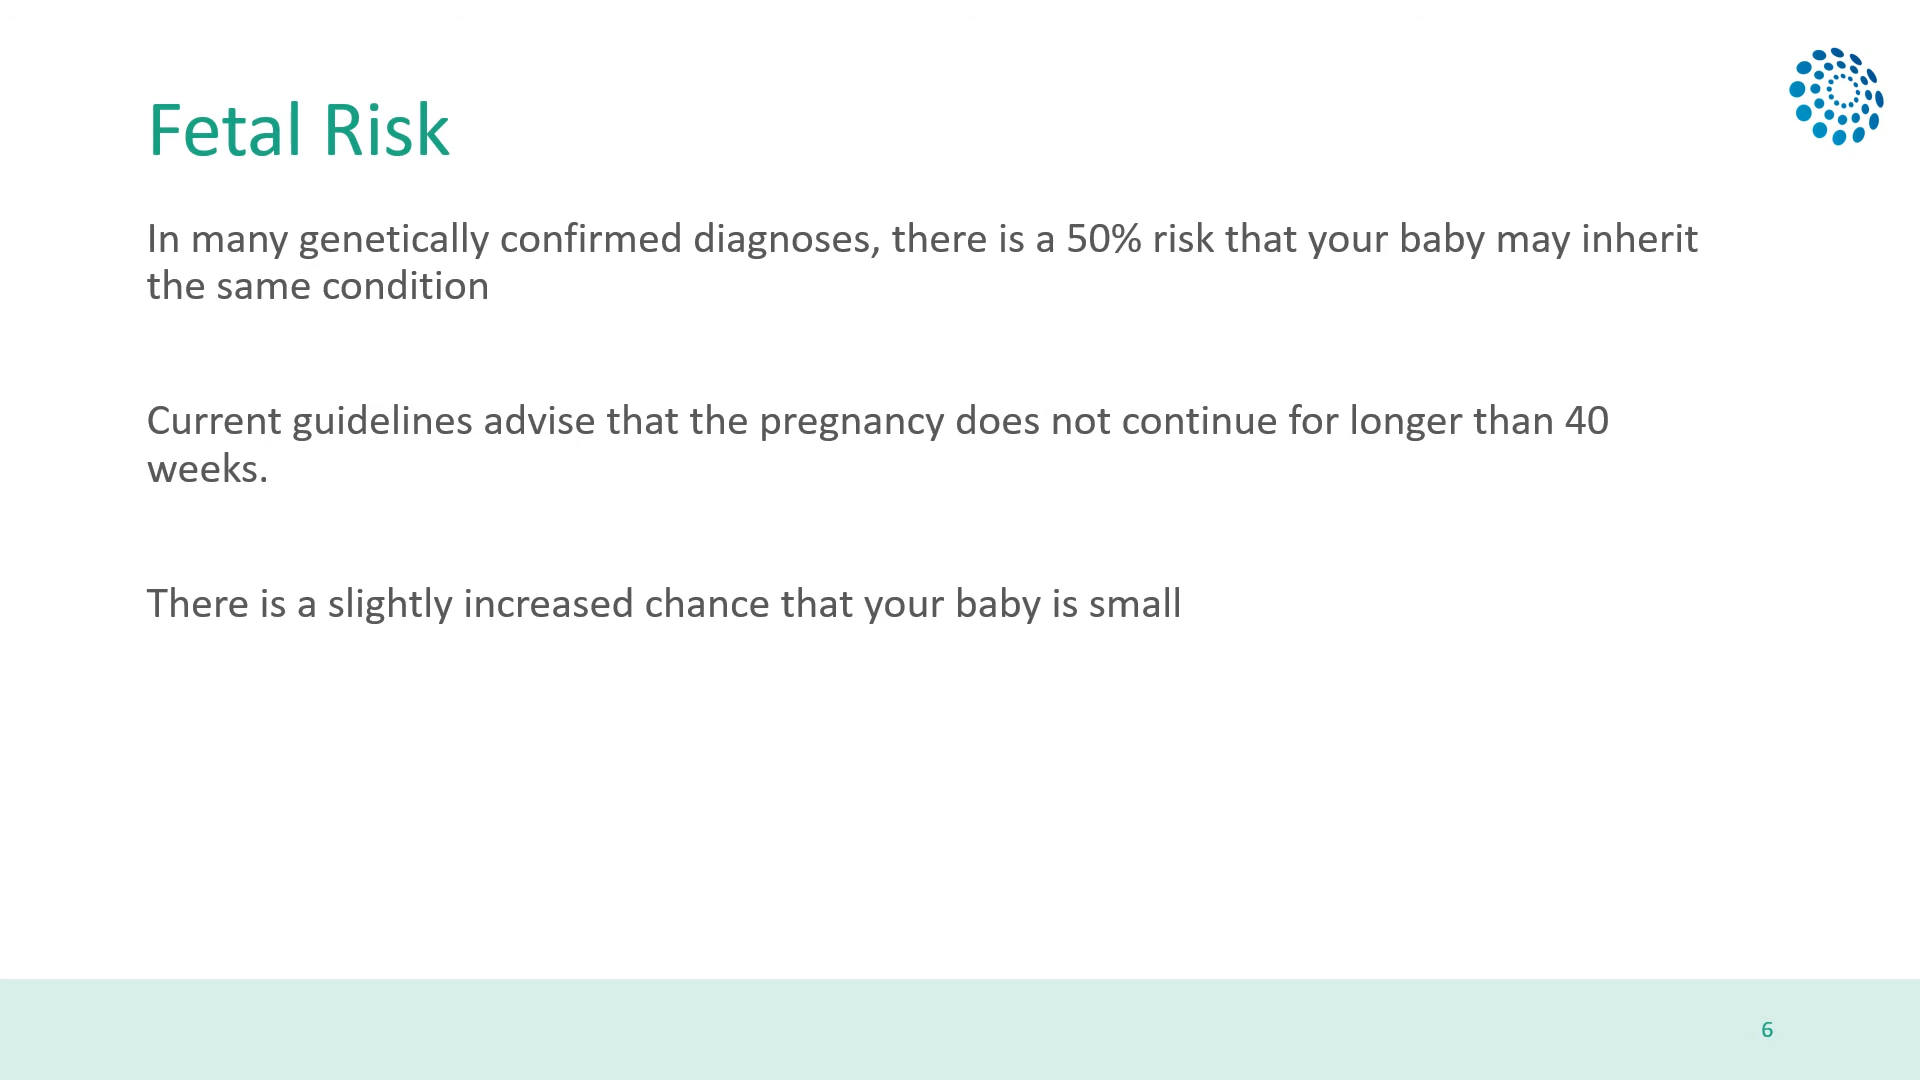 Fetal Risk
In many genetically confirmed diagnoses, there is a 50% risk that your baby may inherit
the same condition
Current guidelines advise that the pregnancy does not continue for longer than 40
weeks.
There is a slightly increased chance that your baby is small
6